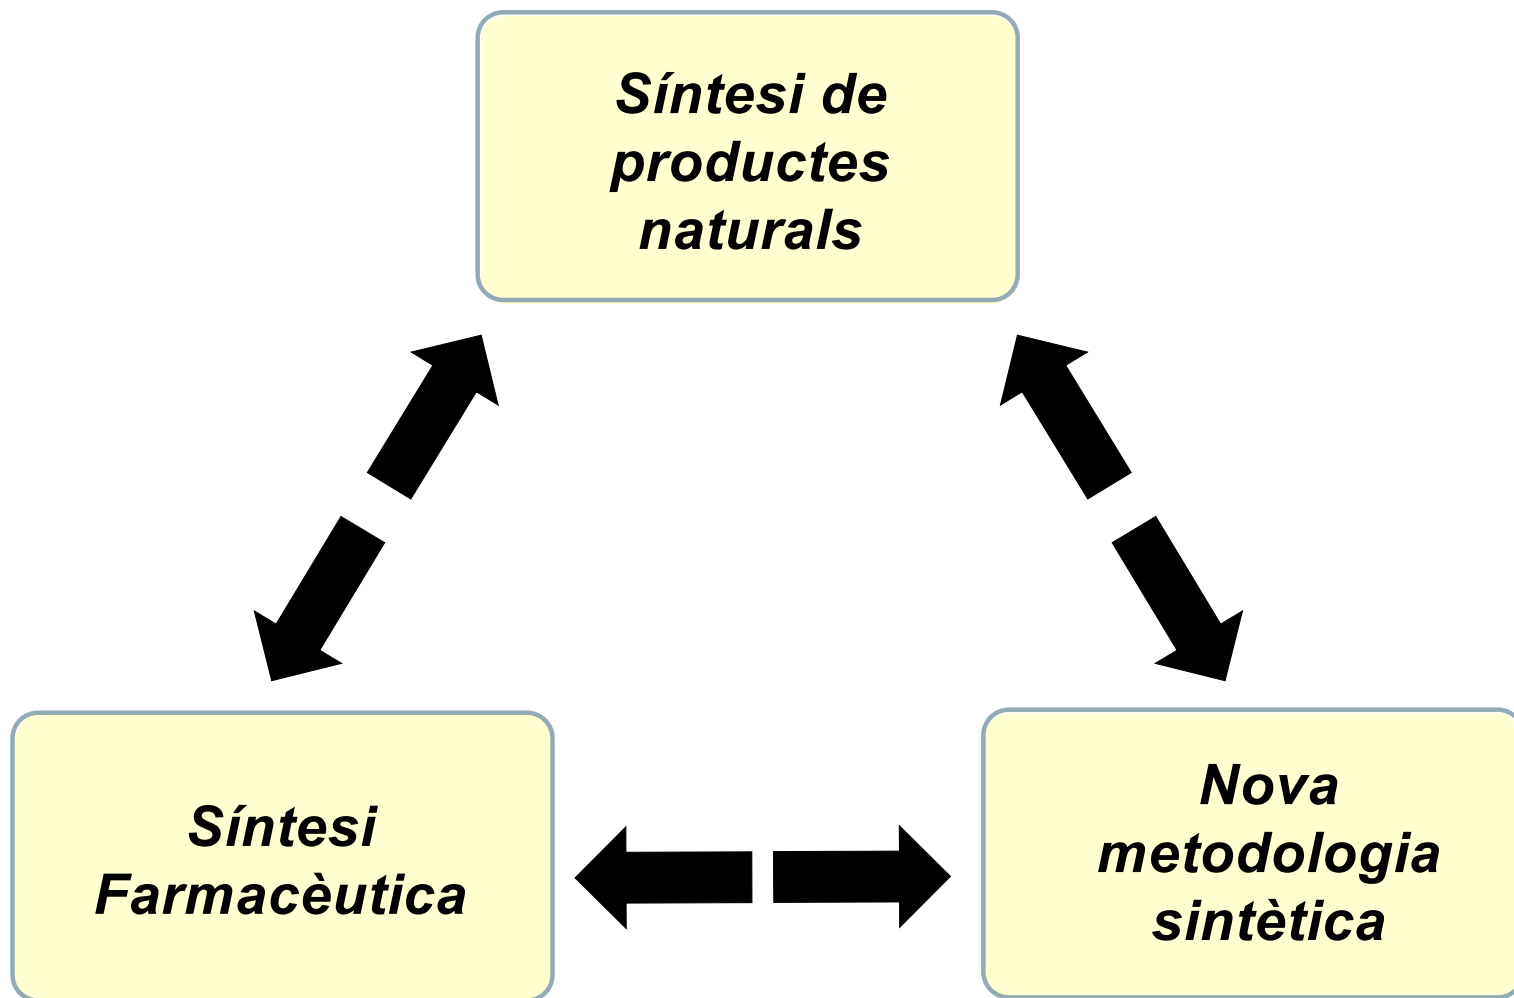 Síntesi de
productes
naturals
Síntesi
Farmacèutica
Nova
metodologia
sintètica